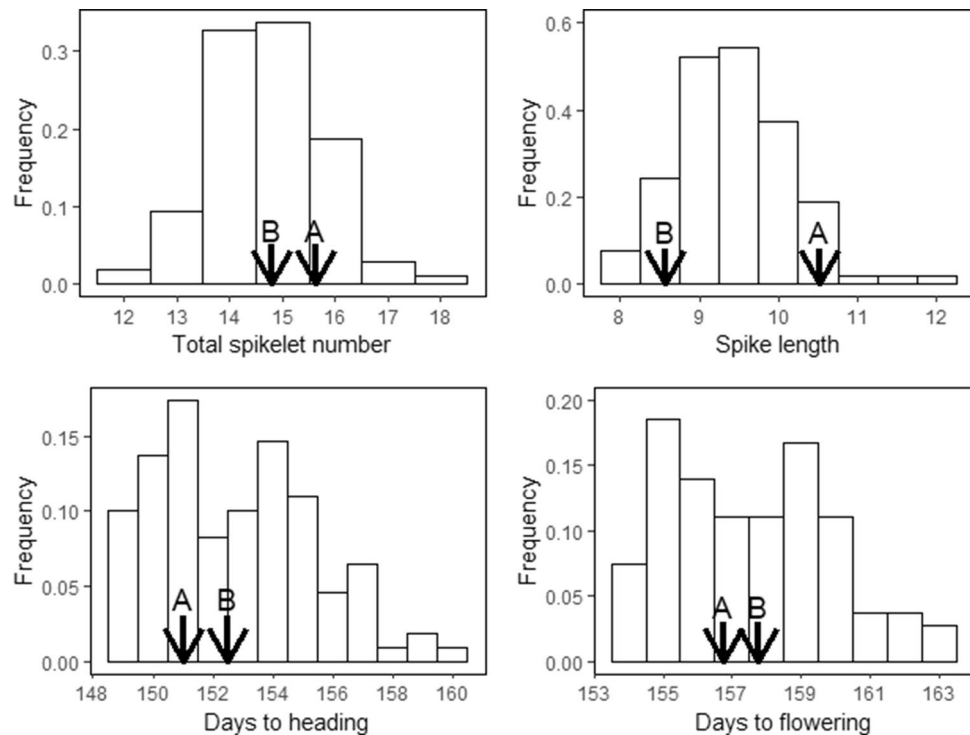 Frequency
0.3
0.2
0.1
0.0
B A
12 13 14 15 16 17 18
Total spikelet number
Frequency
0.6
0.4
0.2
0.0
B A
8 9 10 11 12
Spike length
Frequency
0.15
0.10
0.05
0.00
A B
148 150 152 154 156 158 160
Days to heading
Frequency
0.20
0.15
0.10
0.05
0.00
A B
153 155 157 159 161 163
Days to flowering